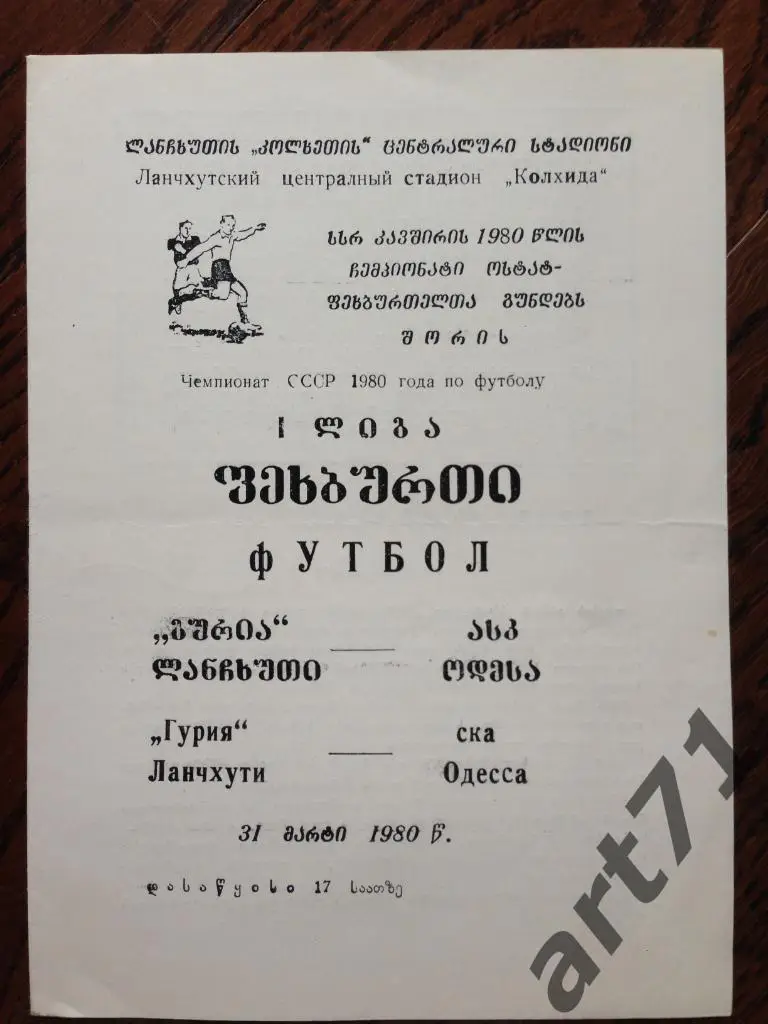 ლანჩხუთის „კოლხეთის“ ცენტრალური სტადიონი
Ланчхутский централный стадион „Колхида“
სსრ კავშირის 1980 წლის
ჩემპიონატი ოსტატ-
ფეხბურთელთა გუნდებს
შორის
Чемпионат СССР 1980 года по футболу
I ლიგა
ფეხბურთი
ФУТБОЛ
„გურია“ — ასკ
ლანჩხუთი ოდესა
„Гурия“ — ска
Ланчхути Одесса
31 მარტი 1980 წ.
დასაწყისი 17 საათზე
art71